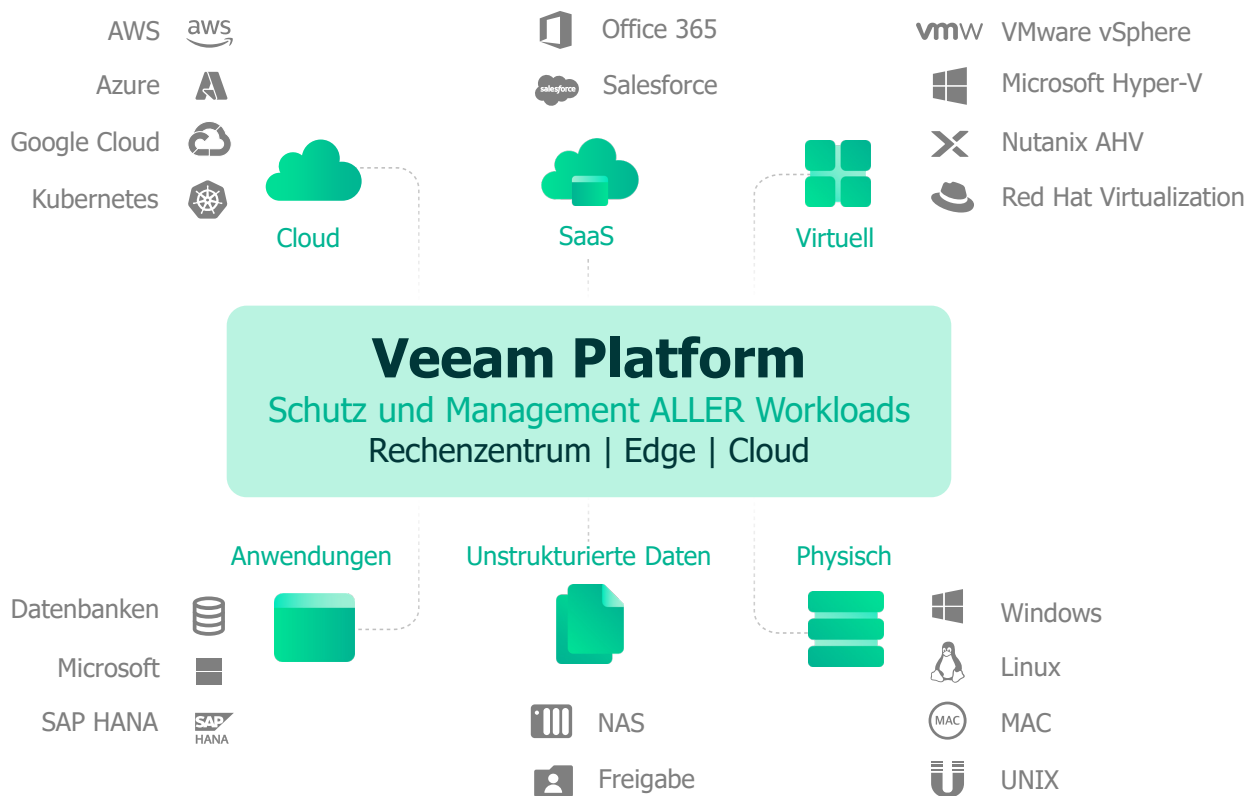 AWS
aws
Azure
Google Cloud
Kubernetes
Cloud
Office 365
salesforce
Salesforce
SaaS
vmw
VMware vSphere
Microsoft Hyper-V
Nutanix AHV
Red Hat Virtualization
Virtuell
Veeam Platform
Schutz und Management ALLER Workloads
Rechenzentrum | Edge | Cloud
Anwendungen
Datenbanken
Microsoft
SAP HANA
SAP
HANA
Unstrukturierte Daten
NAS
Freigabe
Physisch
Windows
Linux
MAC
MAC
UNIX